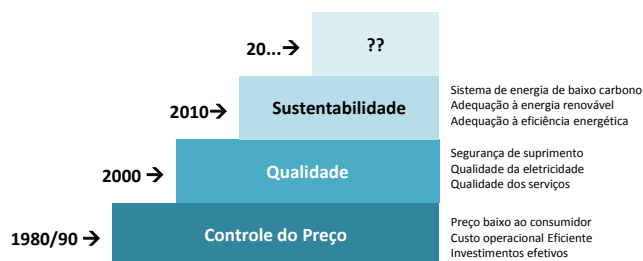 20...→ ??
2010→ Sustentabilidade
Sistema de energia de baixo carbono
Adequação à energia renovável
Adequação à eficiência energética
2000 → Qualidade
Segurança de suprimento
Qualidade da eletricidade
Qualidade dos serviços
1980/90 → Controle do Preço
Preço baixo ao consumidor
Custo operacional Eficiente
Investimentos efetivos